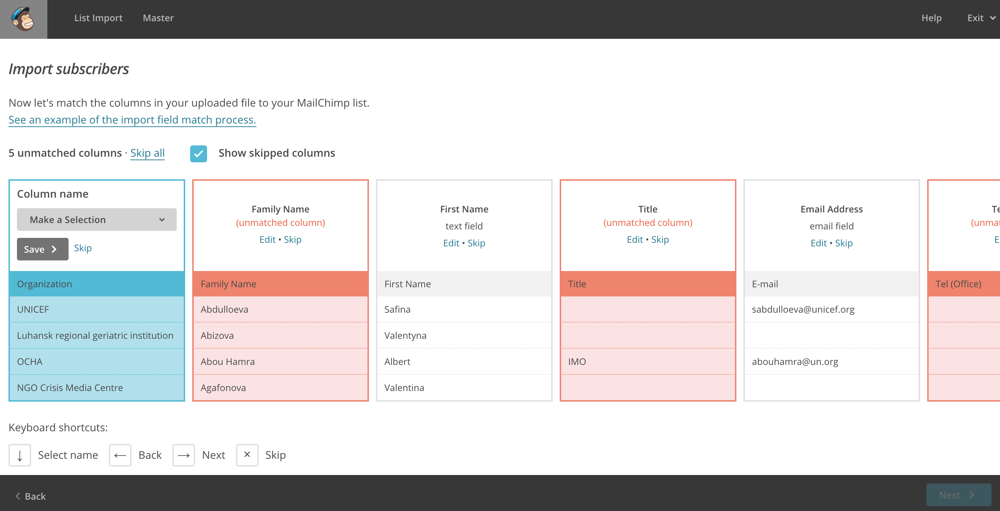 List Import Master Help Exit
Import subscribers
Now let's match the columns in your uploaded file to your MailChimp list.
See an example of the import field match process.
5 unmatched columns · Skip all Show skipped columns
Column name
Make a Selection
Save Skip
Organization
UNICEF
Luhansk regional geriatric institution
OCHA
NGO Crisis Media Centre
Family Name
(unmatched column)
Edit • Skip
Family Name
Abdulloeva
Abizova
Abou Hamra
Agafonova
First Name
text field
Edit • Skip
First Name
Safina
Valentyna
Albert
Valentina
Title
(unmatched column)
Edit • Skip
Title
IMO
Email Address
email field
Edit • Skip
E-mail
sabdulloeva@unicef.org
abouhamra@un.org
Tel (Office)
Keyboard shortcuts:
↓ Select name ← Back → Next × Skip
Back Next